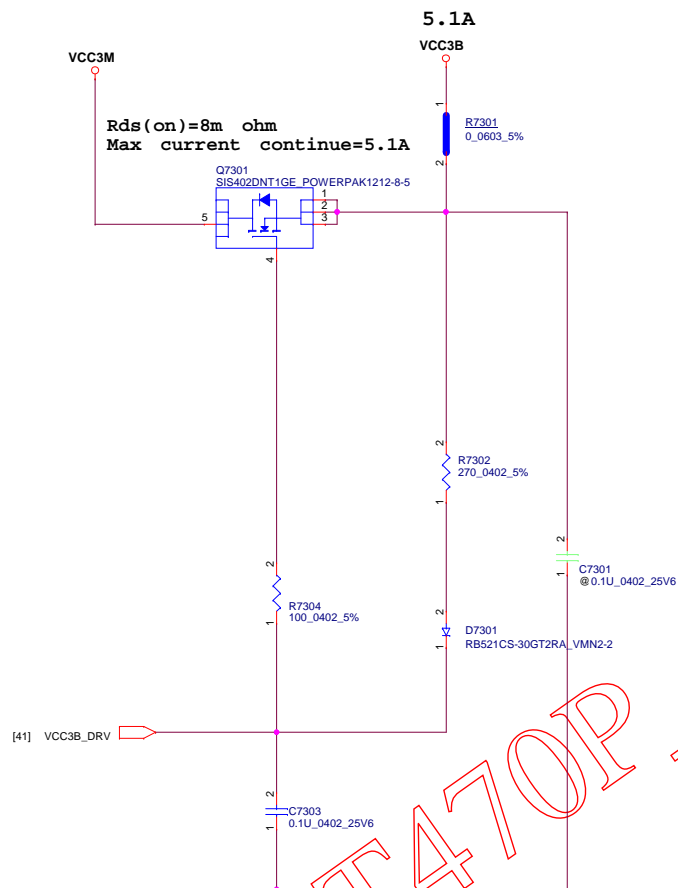 5.1A
VCC3B
VCC3M
1
R7301
0_0603_5%
2
Rds(on)=8m ohm
Max current continue=5.1A
Q7301
SIS402DNT1GE_POWERPAK1212-8-5
5
1
2
3
4
2
R7302
270_0402_5%
1
2
C7301
@0.1U_0402_25V6
1
2
R7304
100_0402_5%
1
2
D7301
RB521CS-30GT2RA_VMN2-2
1
[41] VCC3B_DRV
2
C7303
0.1U_0402_25V6
1
T470P